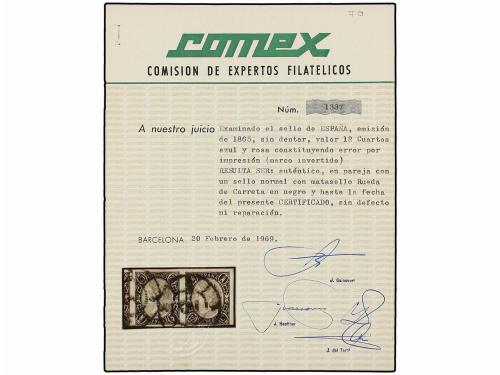 70
comex
COMISION DE EXPERTOS FILATELICOS
Núm. 1337
A nuestro juicio Examinado el sello de ESPAÑA, emisión
de 1865, sin dentar, valor 12 Cuartos
azul y rosa constituyendo error por
impresión (marco invertido)
RESULTA SER: auténtico, en pareja con
un sello normal con matasello Rueda
de Carreta en negro y hasta la fecha
del presente CERTIFICADO, sin defecto
ni reparación.
BARCELONA 20 Febrero de 1969.
J. Guinovart
J. Haettner
J. del Tarré